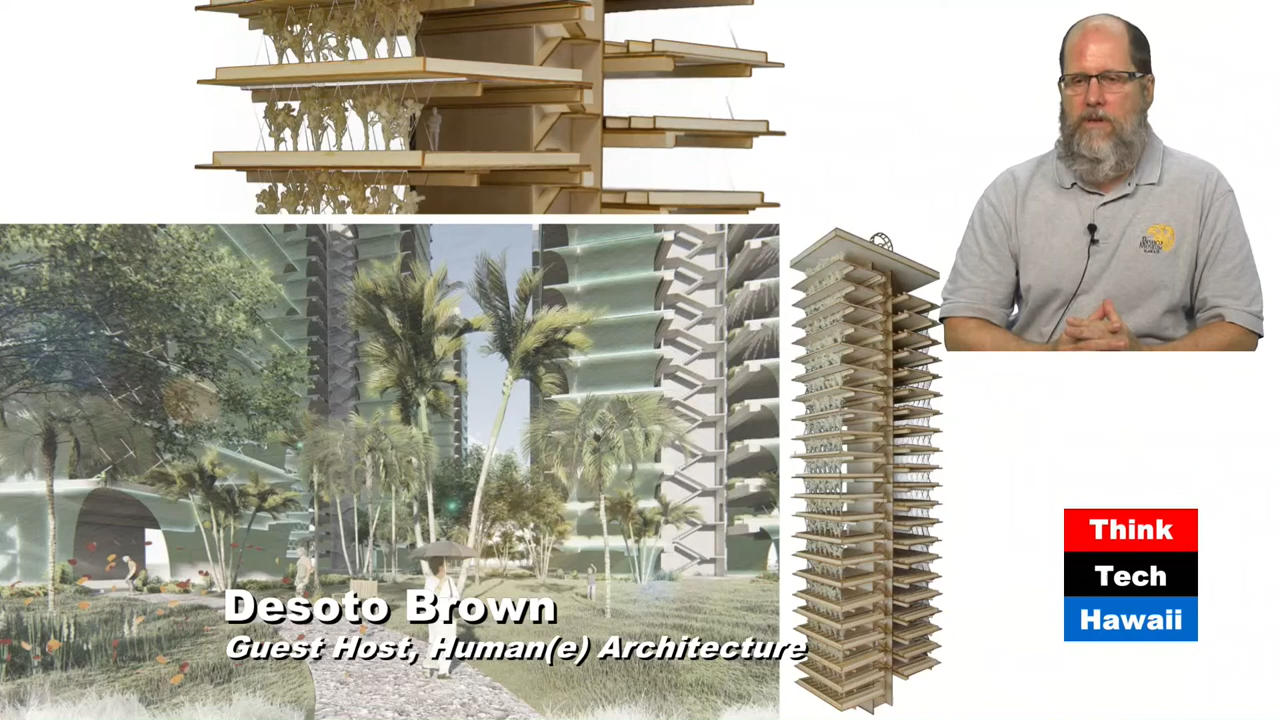 Desoto Brown
Guest Host, Human(e) Architecture
Think
Tech
Hawaii